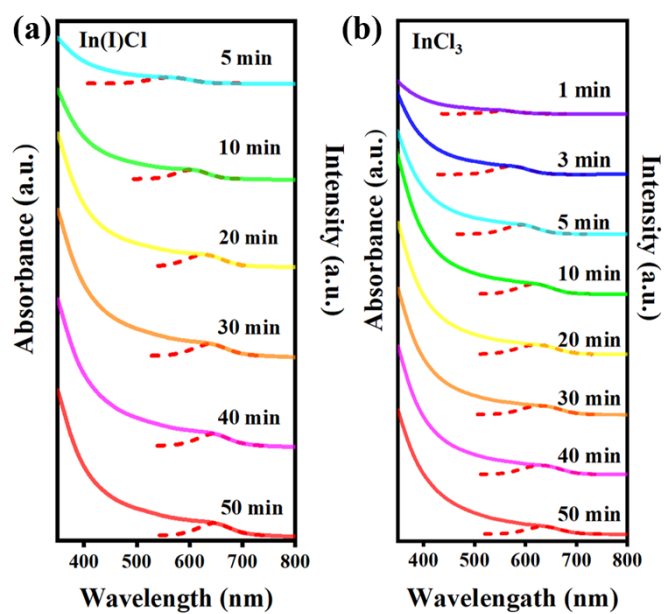 (a)
In(I)Cl
5 min
10 min
20 min
30 min
40 min
50 min
Absorbance (a.u.)
Intensity (a.u.)
400 500 600 700 800
Wavelength (nm)
(b)
InCl3
1 min
3 min
5 min
10 min
20 min
30 min
40 min
50 min
Absorbance (a.u.)
Intensity (a.u.)
400 500 600 700 800
Wavelengath (nm)